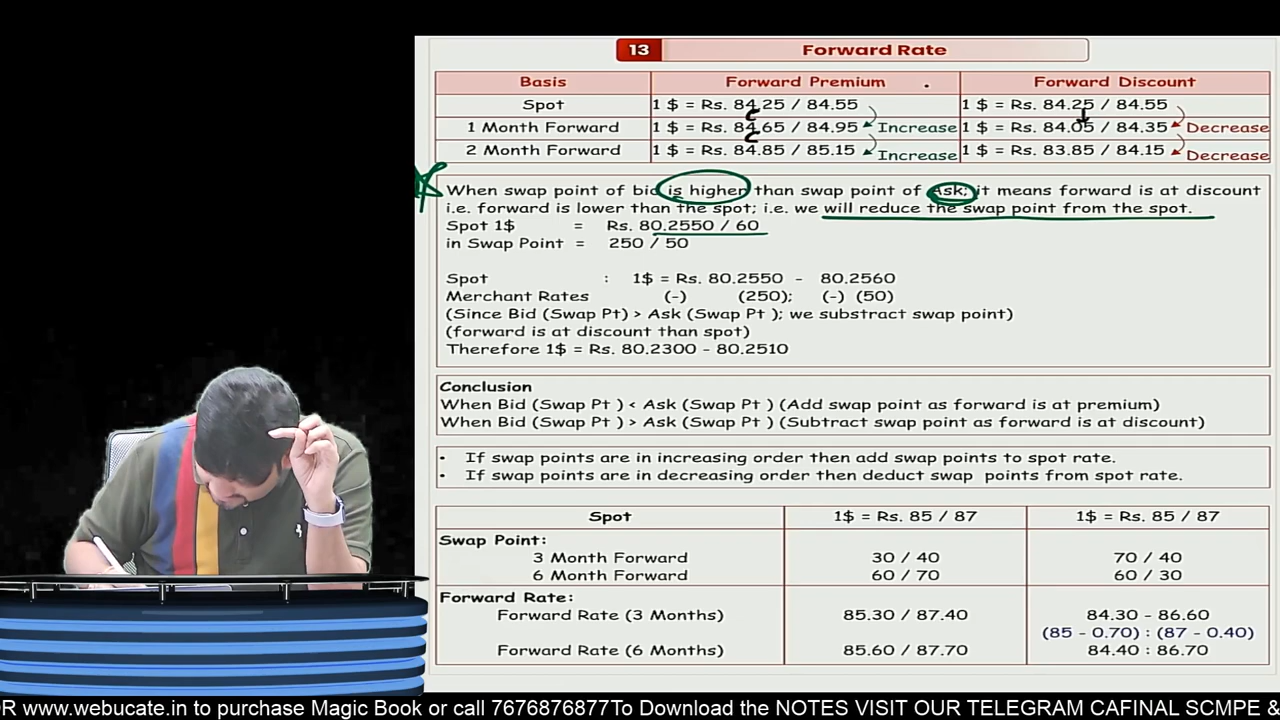 13 Forward Rate
Basis Forward Premium Forward Discount
Spot 1 $ = Rs. 84.25 / 84.55 1 $ = Rs. 84.25 / 84.55
1 Month Forward 1 $ = Rs. 84.65 / 84.95 Increase 1 $ = Rs. 84.05 / 84.35 Decrease
2 Month Forward 1 $ = Rs. 84.85 / 85.15 Increase 1 $ = Rs. 83.85 / 84.15 Decrease
When swap point of bid is higher than swap point of Ask; it means forward is at discount
i.e. forward is lower than the spot; i.e. we will reduce the swap point from the spot.
Spot 1$ = Rs. 80.2550 / 60
in Swap Point = 250 / 50
Spot : 1$ = Rs. 80.2550 - 80.2560
Merchant Rates (-) (250); (-) (50)
(Since Bid (Swap Pt) > Ask (Swap Pt ); we substract swap point)
(forward is at discount than spot)
Therefore 1$ = Rs. 80.2300 - 80.2510
Conclusion
When Bid (Swap Pt ) < Ask (Swap Pt ) (Add swap point as forward is at premium)
When Bid (Swap Pt ) > Ask (Swap Pt ) (Subtract swap point as forward is at discount)
• If swap points are in increasing order then add swap points to spot rate.
• If swap points are in decreasing order then deduct swap points from spot rate.
Spot 1$ = Rs. 85 / 87 1$ = Rs. 85 / 87
Swap Point:
3 Month Forward 30 / 40 70 / 40
6 Month Forward 60 / 70 60 / 30
Forward Rate:
Forward Rate (3 Months) 85.30 / 87.40 84.30 - 86.60
(85 - 0.70) : (87 - 0.40)
Forward Rate (6 Months) 85.60 / 87.70 84.40 : 86.70
OR www.webucate.in to purchase Magic Book or call 7676876877To Download the NOTES VISIT OUR TELEGRAM CAFINAL SCMPE &